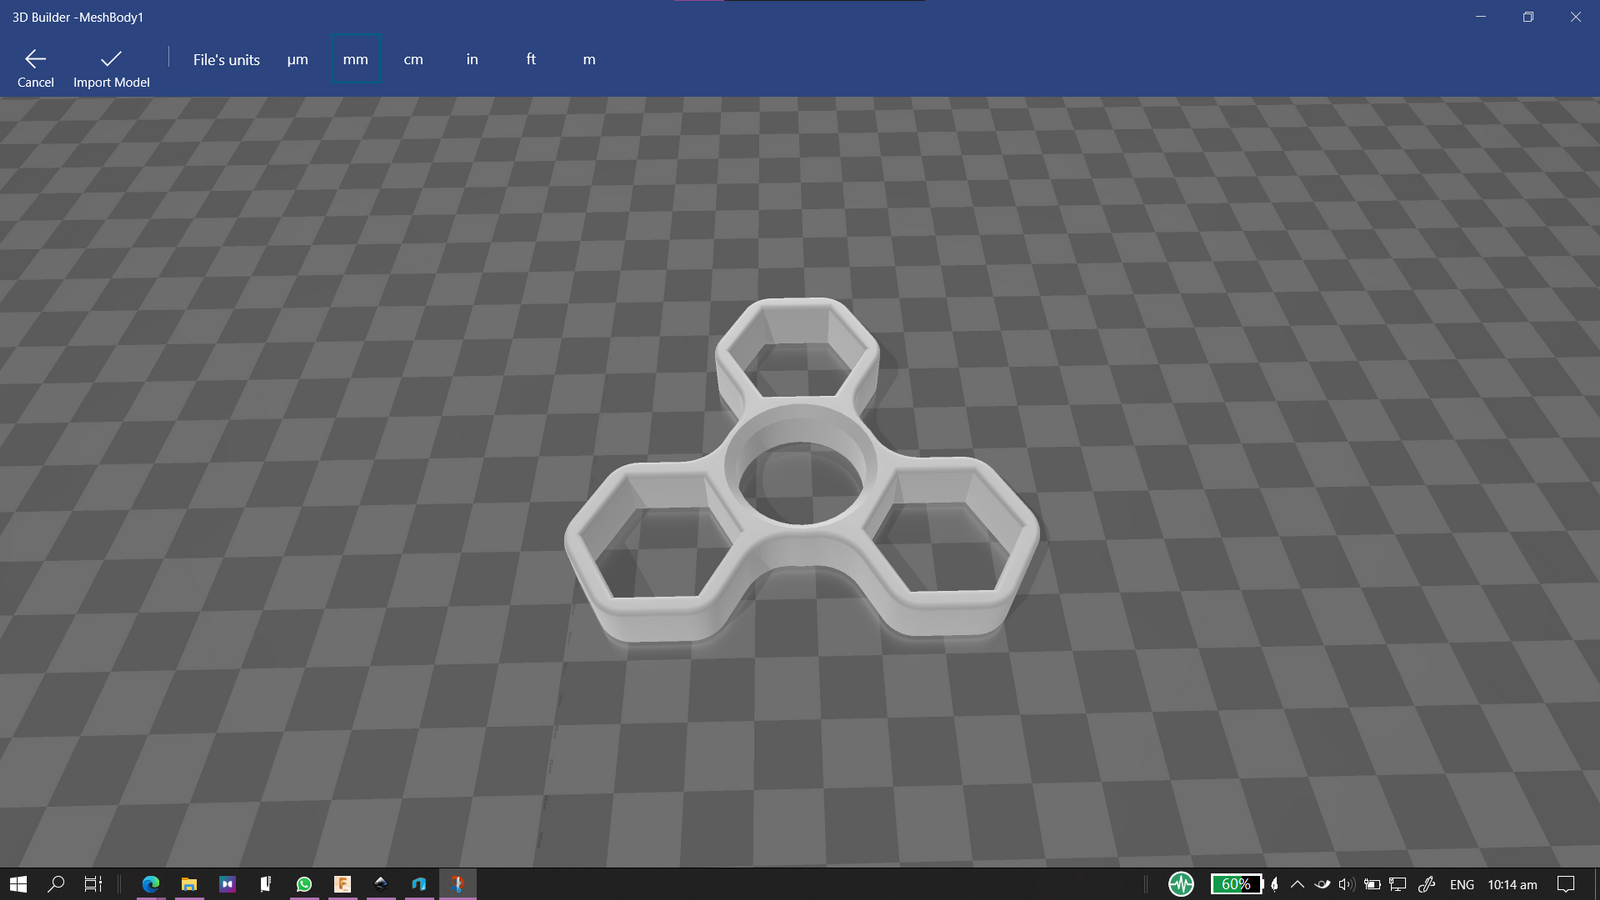 3D Builder -MeshBody1
File's units µm mm cm in ft m
Cancel Import Model
60% ENG 10:14 am